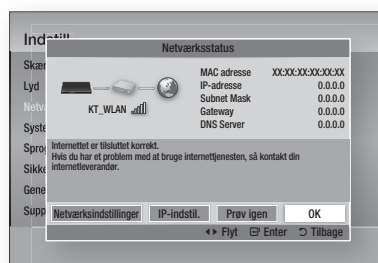 Indstill
Netværksstatus
Skær
Lyd
Netv
Syste
Sprog
Sikke
Gene
Supp
KT_WLAN
MAC adresse XX:XX:XX:XX:XX:XX
IP-adresse 0.0.0.0
Subnet Mask 0.0.0.0
Gateway 0.0.0.0
DNS Server 0.0.0.0
Internettet er tilsluttet korrekt.
Hvis du har et problem med at bruge internettjenesten, så kontakt din
internetleverandør.
Netværksindstillinger IP-indstil. Prøv igen OK
Flyt Enter Tilbage